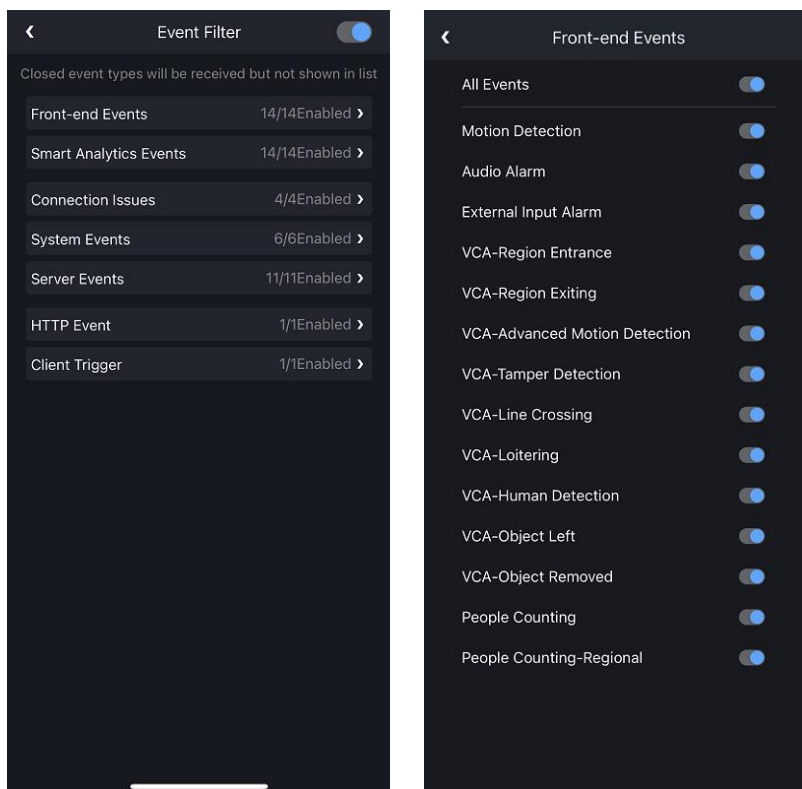 Event Filter
Closed event types will be received but not shown in list
Front-end Events 14/14Enabled
Smart Analytics Events 14/14Enabled
Connection Issues 4/4Enabled
System Events 6/6Enabled
Server Events 11/11Enabled
HTTP Event 1/1Enabled
Client Trigger 1/1Enabled
Front-end Events
All Events
Motion Detection
Audio Alarm
External Input Alarm
VCA-Region Entrance
VCA-Region Exiting
VCA-Advanced Motion Detection
VCA-Tamper Detection
VCA-Line Crossing
VCA-Loitering
VCA-Human Detection
VCA-Object Left
VCA-Object Removed
People Counting
People Counting-Regional